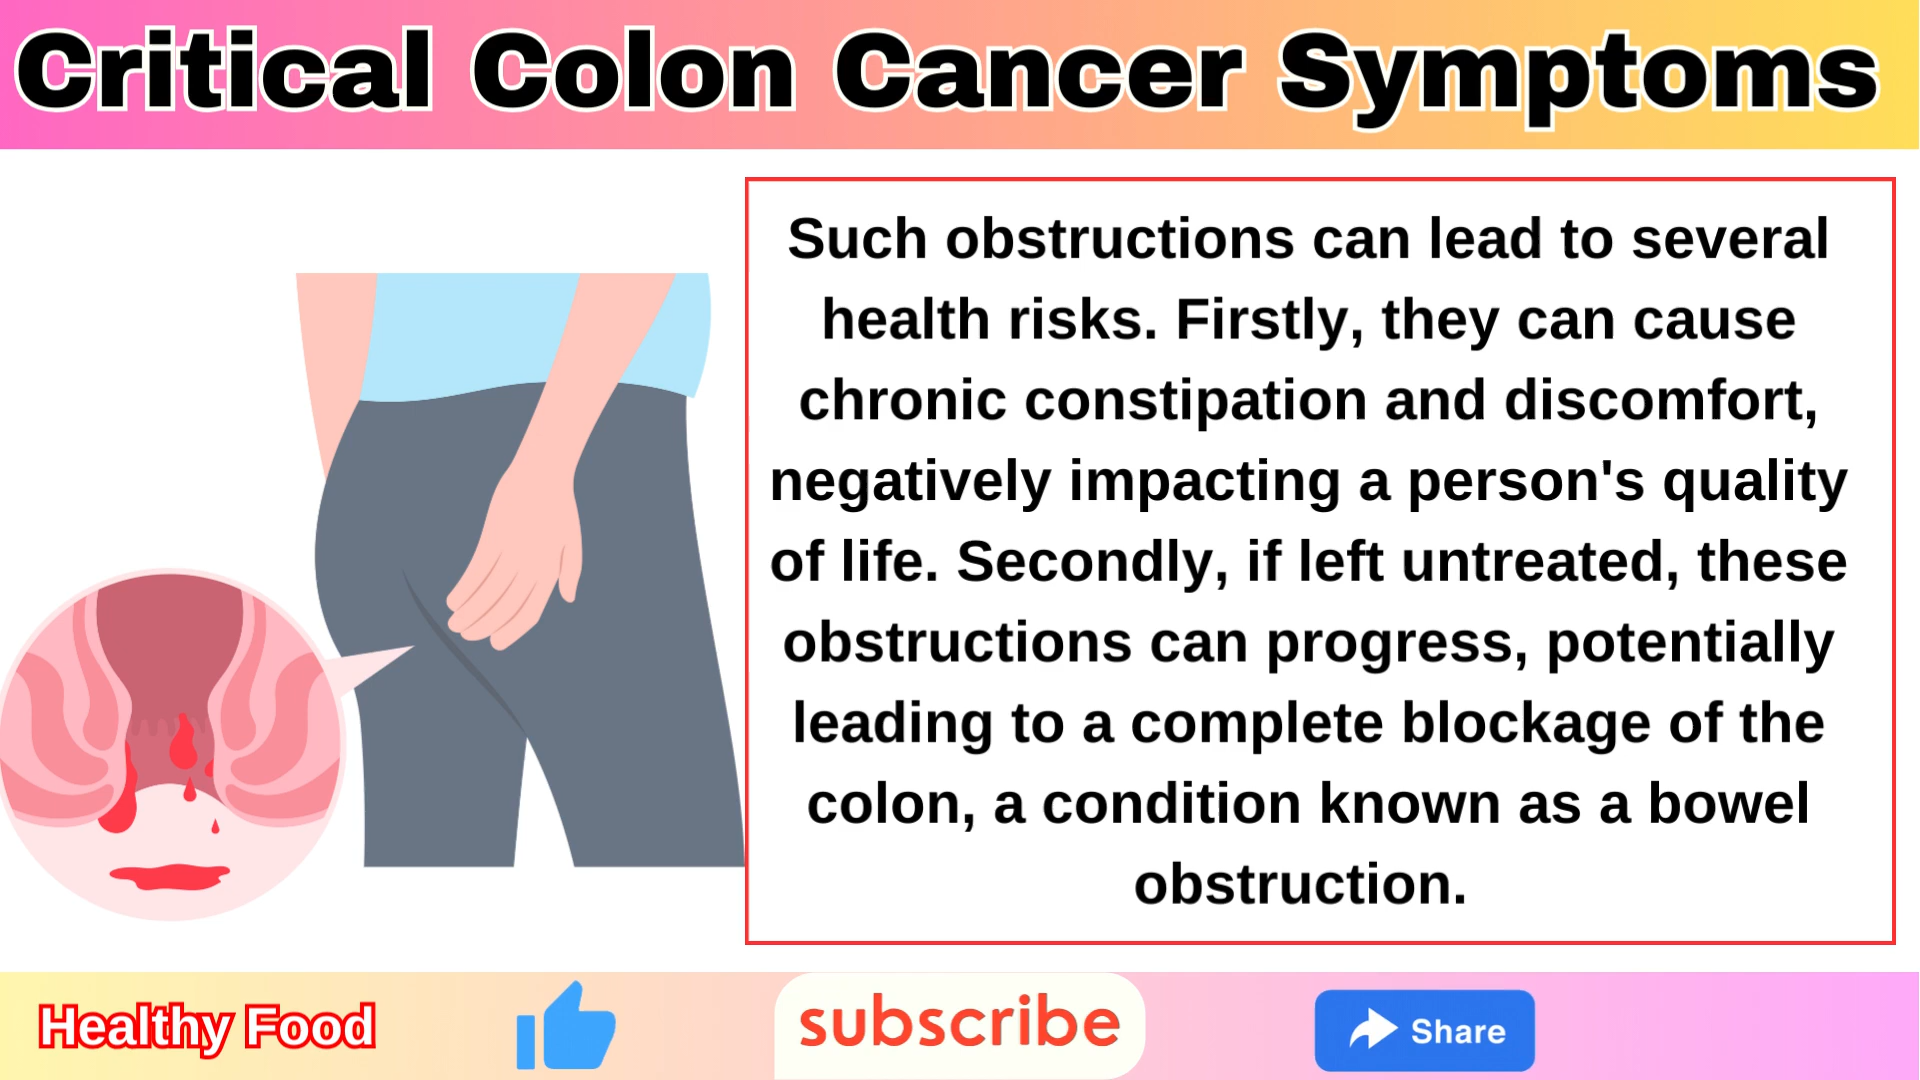 Critical Colon Cancer Symptoms
Such obstructions can lead to several
health risks. Firstly, they can cause
chronic constipation and discomfort,
negatively impacting a person's quality
of life. Secondly, if left untreated, these
obstructions can progress, potentially
leading to a complete blockage of the
colon, a condition known as a bowel
obstruction.
Healthy Food
subscribe
Share